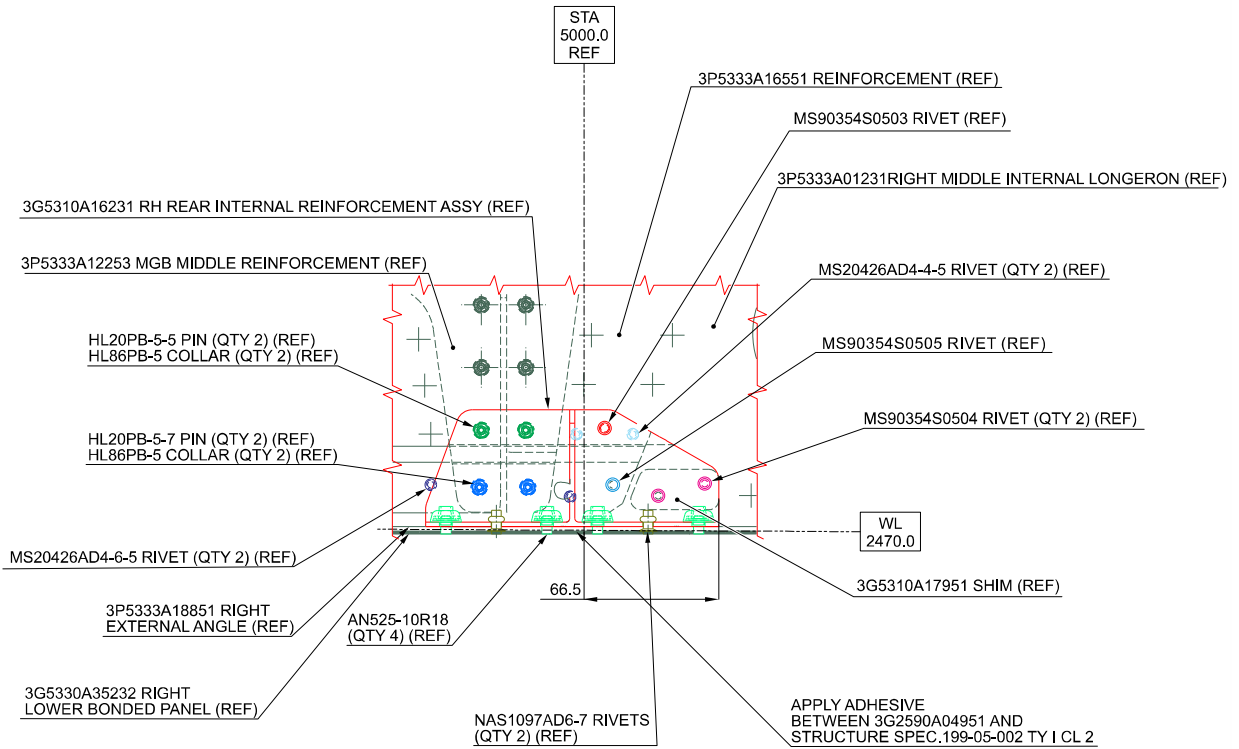 STA
5000.0
REF
3P5333A16551 REINFORCEMENT (REF)
MS90354S0503 RIVET (REF)
3P5333A01231RIGHT MIDDLE INTERNAL LONGERON (REF)
3G5310A16231 RH REAR INTERNAL REINFORCEMENT ASSY (REF)
3P5333A12253 MGB MIDDLE REINFORCEMENT (REF)
MS20426AD4-4-5 RIVET (QTY 2) (REF)
HL20PB-5-5 PIN (QTY 2) (REF)
HL86PB-5 COLLAR (QTY 2) (REF)
MS90354S0505 RIVET (REF)
MS90354S0504 RIVET (QTY 2) (REF)
HL20PB-5-7 PIN (QTY 2) (REF)
HL86PB-5 COLLAR (QTY 2) (REF)
WL
2470.0
MS20426AD4-6-5 RIVET (QTY 2) (REF)
66.5
3G5310A17951 SHIM (REF)
3P5333A18851 RIGHT
EXTERNAL ANGLE (REF)
AN525-10R18
(QTY 4) (REF)
3G5330A35232 RIGHT
LOWER BONDED PANEL (REF)
NAS1097AD6-7 RIVETS
(QTY 2) (REF)
APPLY ADHESIVE
BETWEEN 3G2590A04951 AND
STRUCTURE SPEC.199-05-002 TY I CL 2